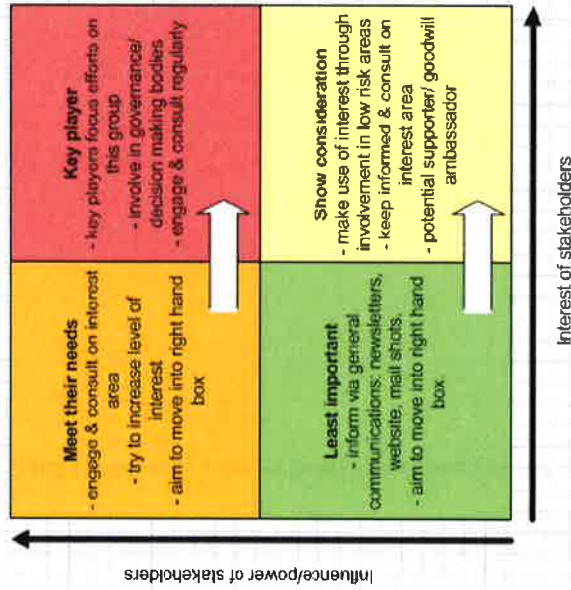 Influence/power of stakeholders
Meet their needs
- engage & consult on interest
area
- try to increase level of
interest
- aim to move into right hand
box
Key player
- key players focus efforts on
this group
- involve in governance/
decision making bodies
- engage & consult regularly
Least important
- inform via general
communications: newsletters,
website, mail shots.
- aim to move into right hand
box
Show consideration
- make use of interest through
involvement in low risk areas
- keep informed & consult on
interest area
- potential supporter/ goodwill
ambassador
Interest of stakeholders